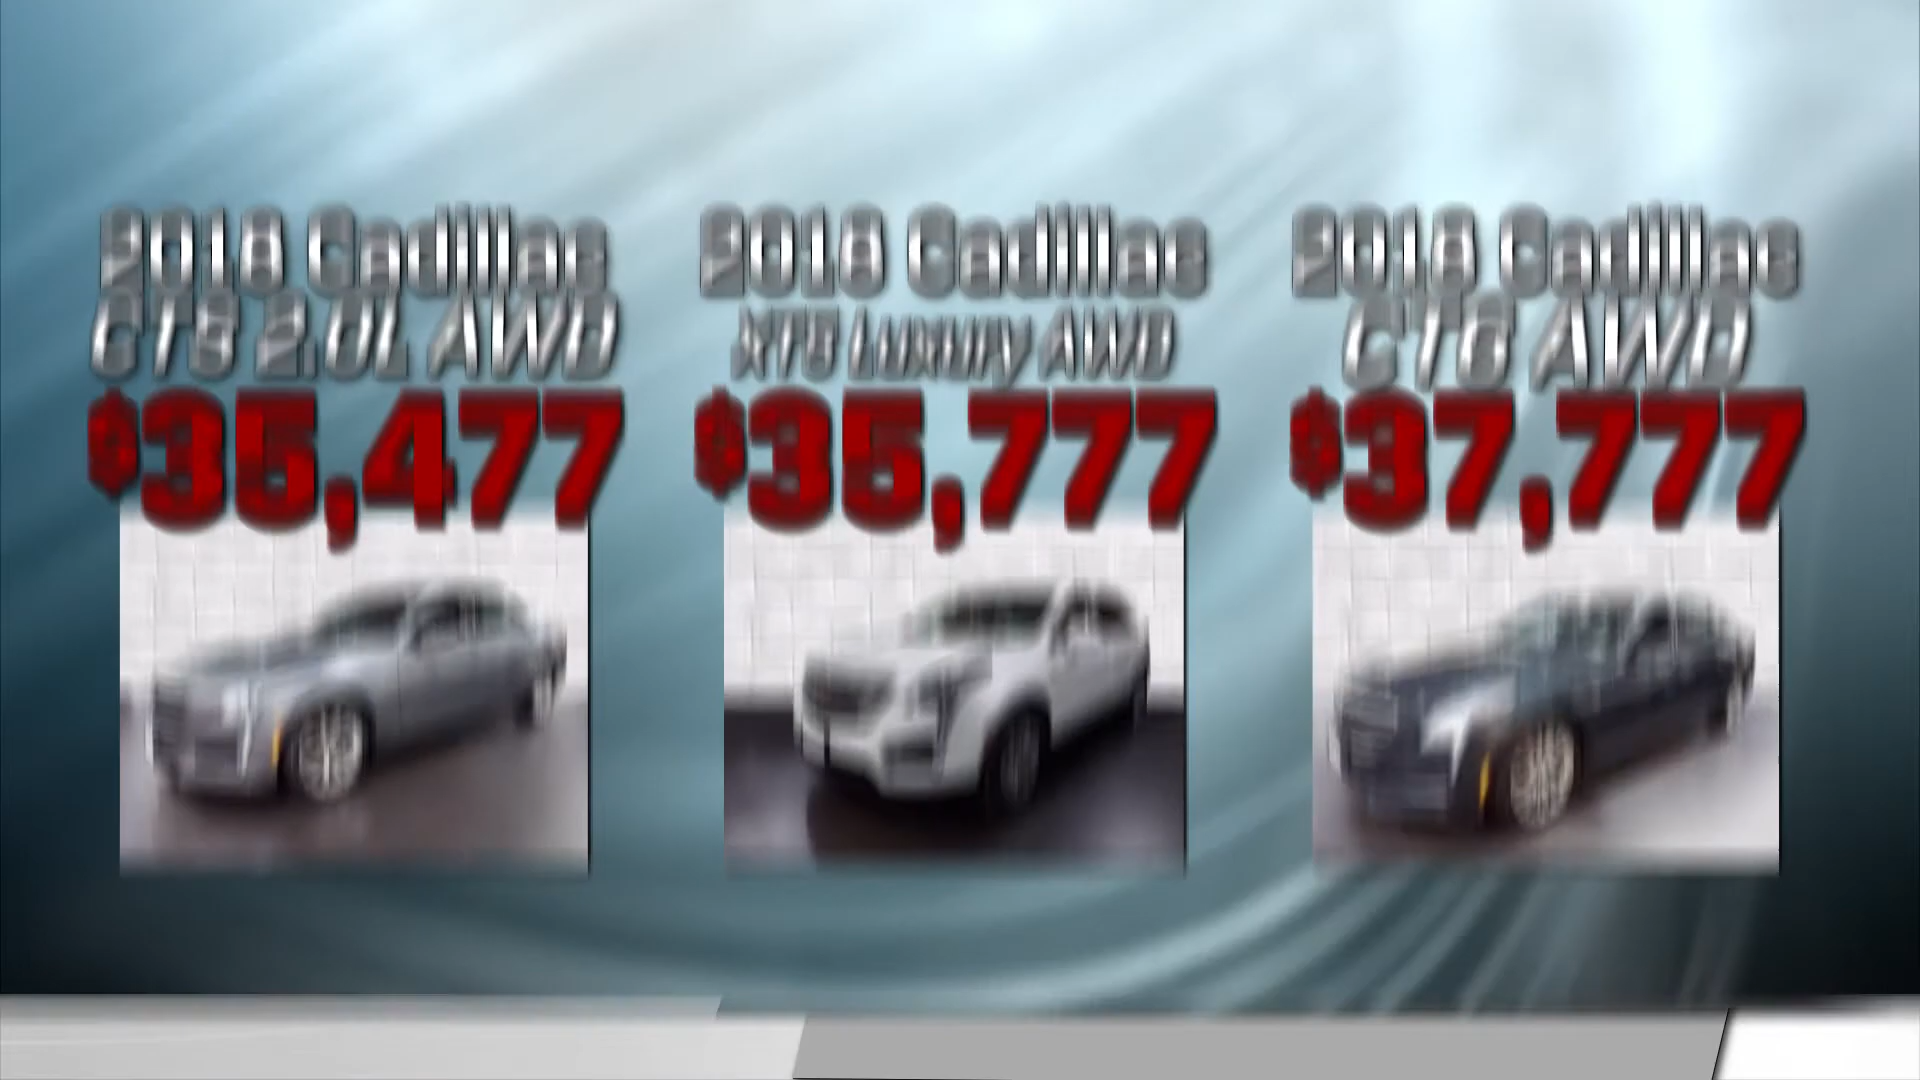 2018 Cadillac
CTS 2.0L AWD
$35,477
2018 Cadillac
XT5 Luxury AWD
$35,777
2018 Cadillac
CT6 AWD
$37,777